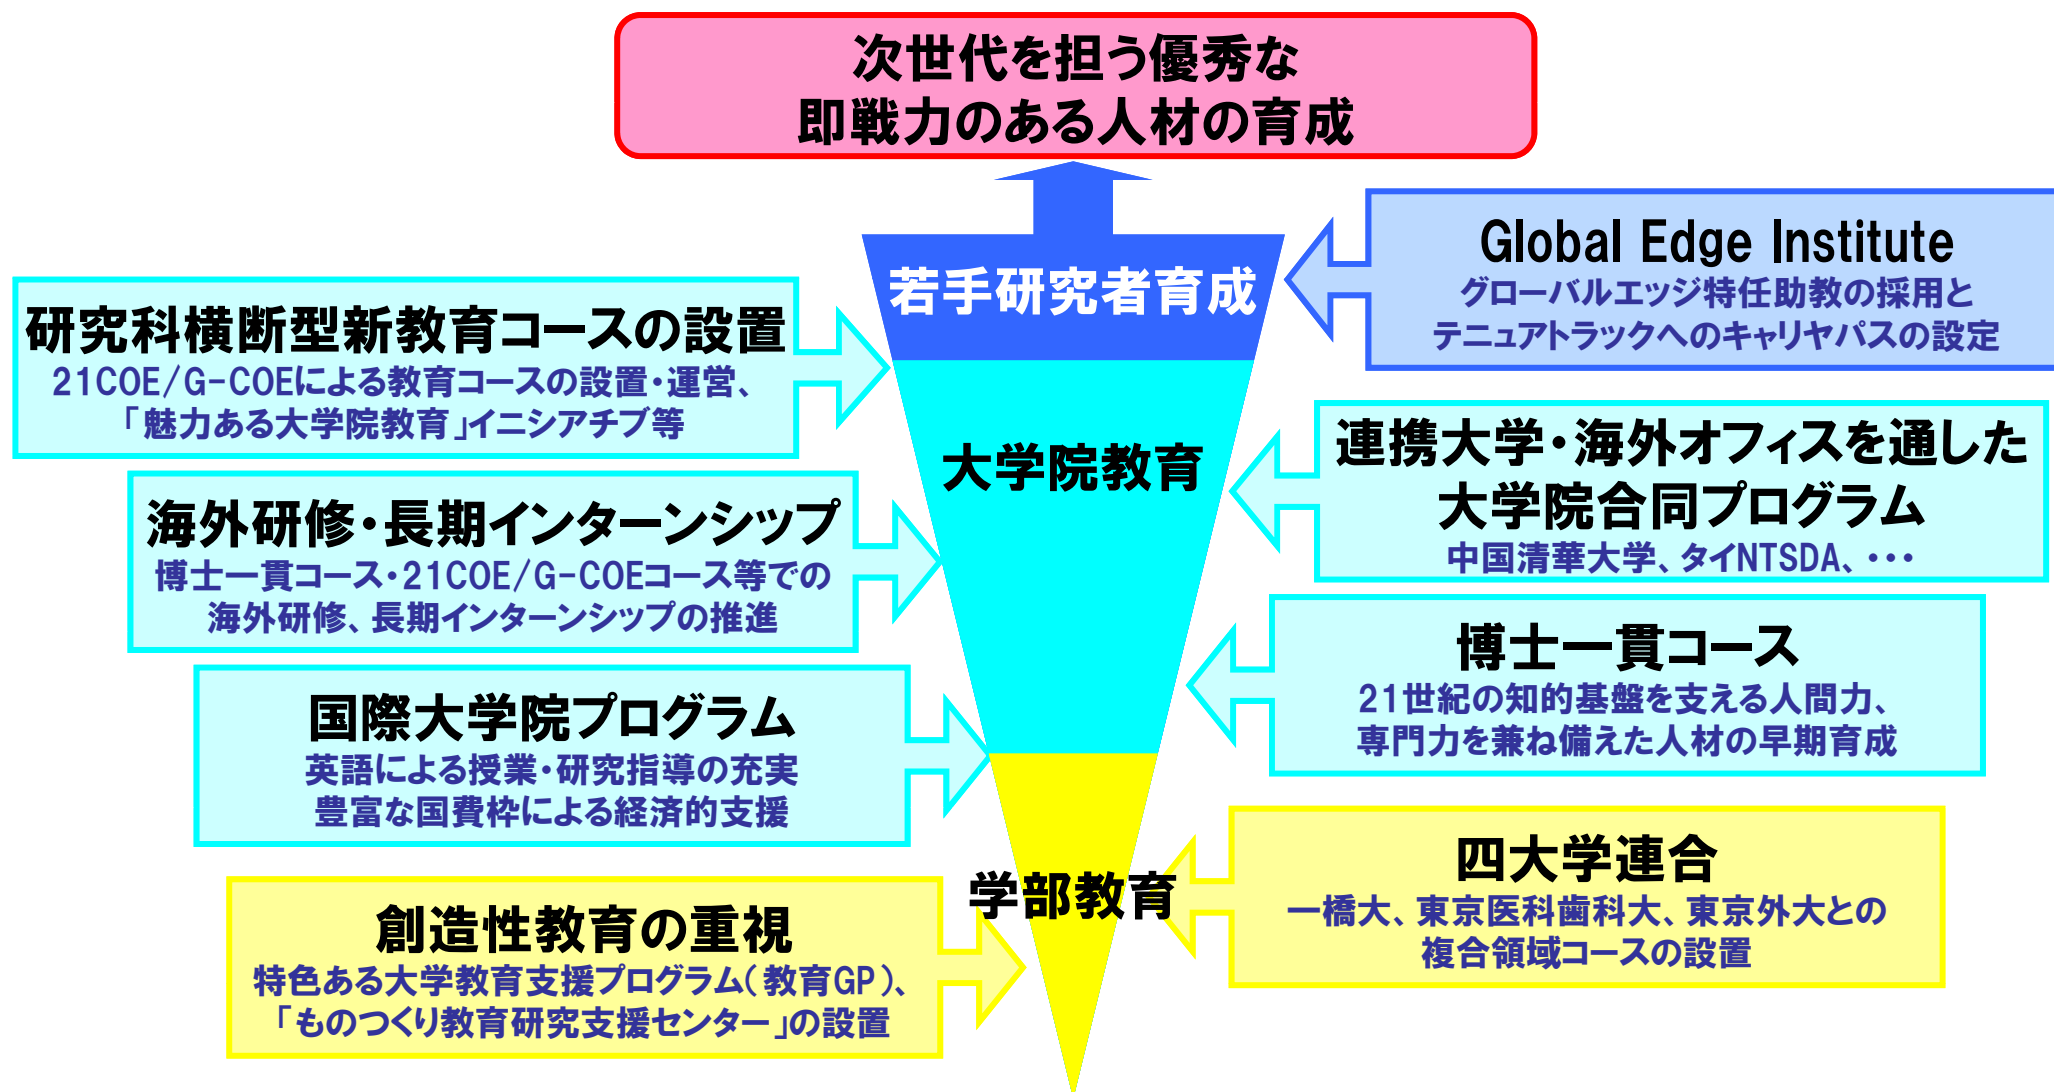 次世代を担う優秀な
即戦力のある人材の育成
若手研究者育成
Global Edge Institute
グローバルエッジ特任助教の採用と
テニュアトラックへのキャリヤパスの設定
研究科横断型新教育コースの設置
21COE/G-COEによる教育コースの設置・運営、
「魅力ある大学院教育」イニシアチブ等
大学院教育
連携大学・海外オフィスを通した
大学院合同プログラム
中国清華大学、タイNTSDA、・・・
海外研修・長期インターンシップ
博士一貫コース・21COE/G-COEコース等での
海外研修、長期インターンシップの推進
博士一貫コース
21世紀の知的基盤を支える人間力、
専門力を兼ね備えた人材の早期育成
国際大学院プログラム
英語による授業・研究指導の充実
豊富な国費枠による経済的支援
学部教育
四大学連合
一橋大、東京医科歯科大、東京外大との
複合領域コースの設置
創造性教育の重視
特色ある大学教育支援プログラム(教育GP)、
「ものつくり教育研究支援センター」の設置